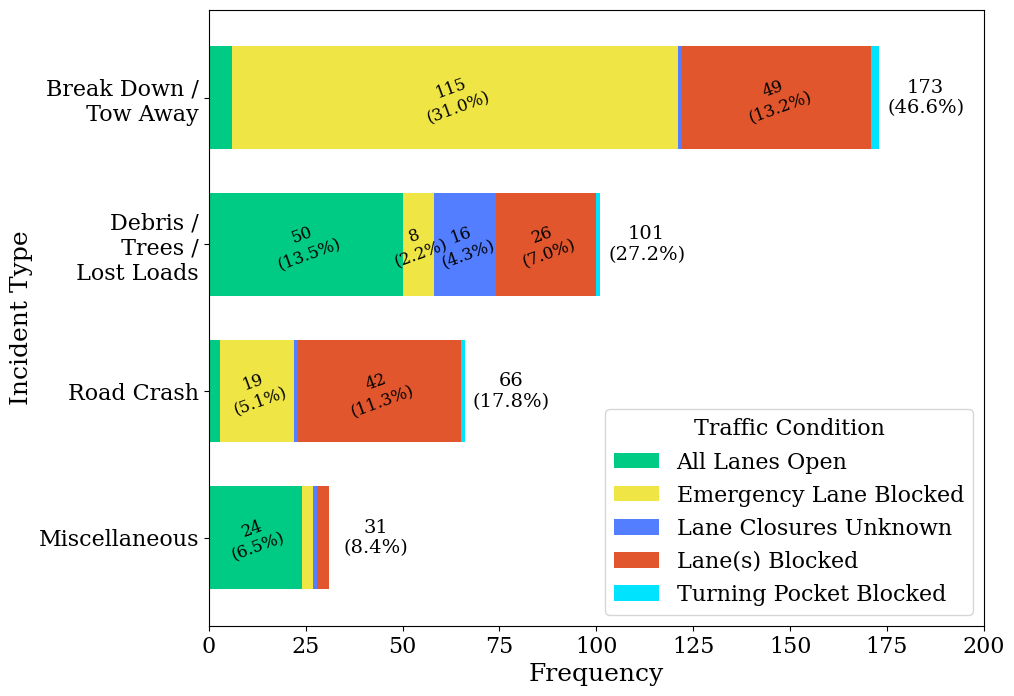 Incident Type
Break Down /
Tow Away
115
(31.0%)
49
(13.2%)
173
(46.6%)
Debris /
Trees /
Lost Loads
50
(13.5%)
8
(2.2%)
16
(4.3%)
26
(7.0%)
101
(27.2%)
Road Crash
19
(5.1%)
42
(11.3%)
66
(17.8%)
Miscellaneous
24
(6.5%)
31
(8.4%)
Traffic Condition
All Lanes Open
Emergency Lane Blocked
Lane Closures Unknown
Lane(s) Blocked
Turning Pocket Blocked
0 25 50 75 100 125 150 175 200
Frequency